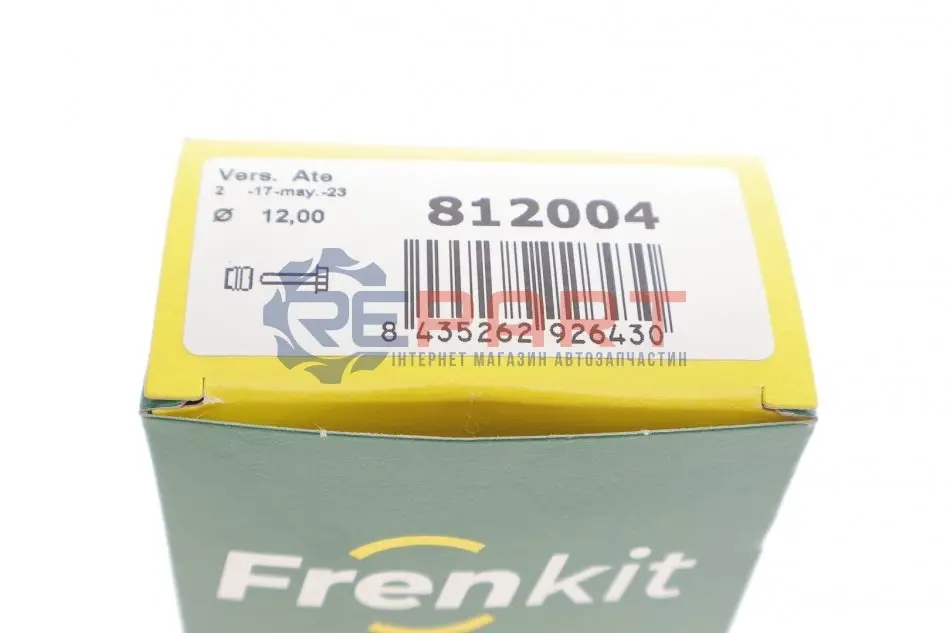 Vers. Ate
2 -17-may.-23
Ø 12,00
812004
REPART
8 435262 926430
ІНТЕРНЕТ МАГАЗИН АВТОЗАПЧАСТИН
Frenkit